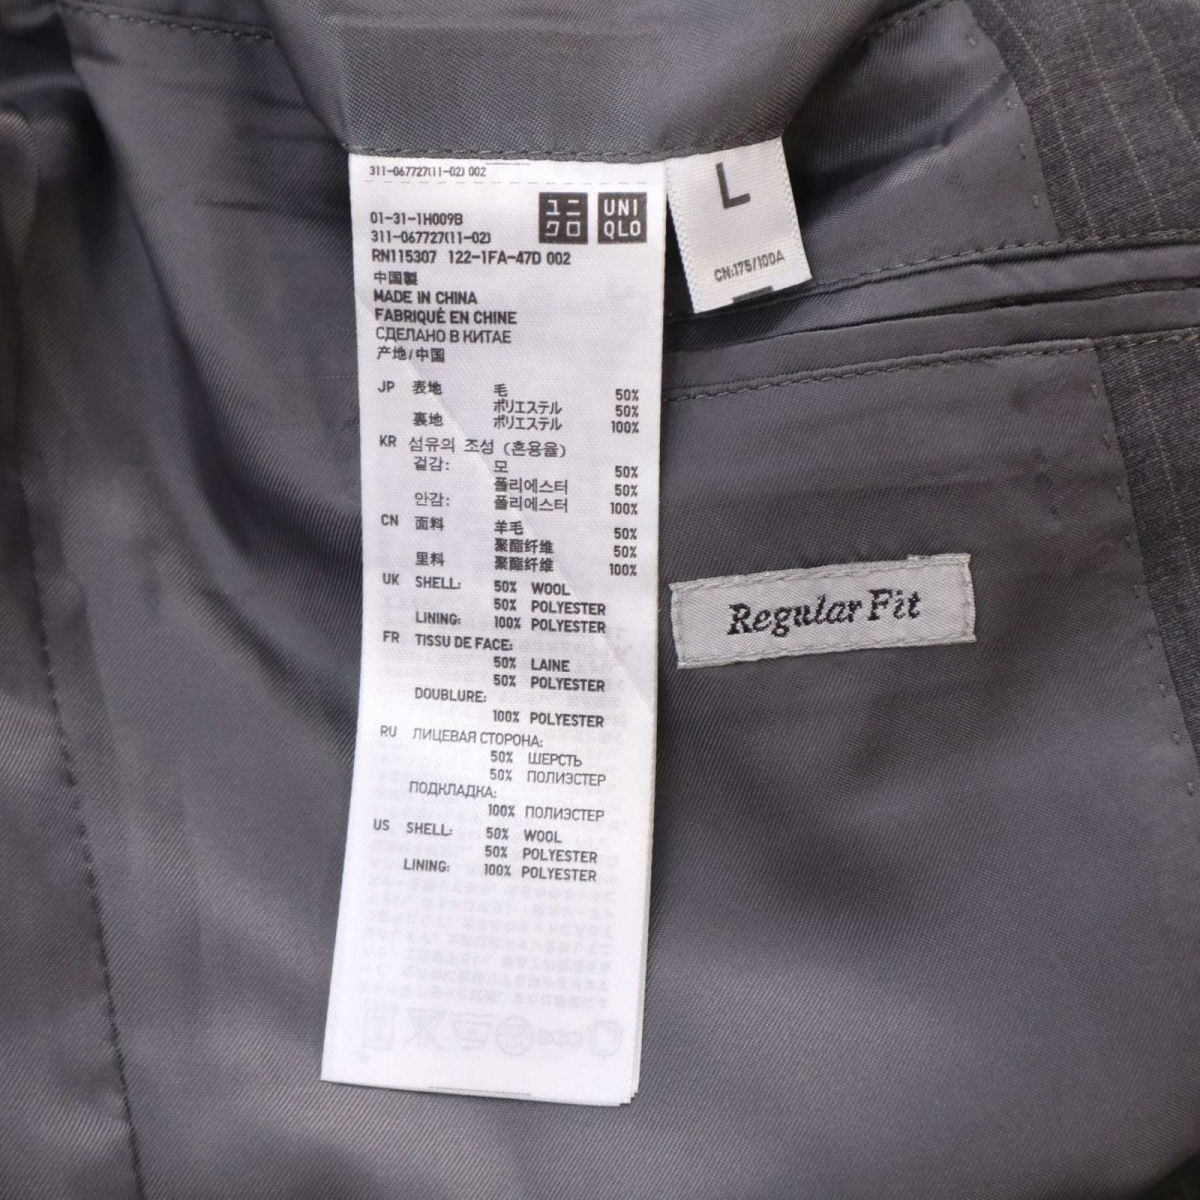 311-067727(11-02) 002
ユニクロ
UNIQLO
01-31-1H009B
311-067727(11-02)
RN115307 122-1FA-47D 002
中国製
MADE IN CHINA
FABRIQUÉ EN CHINE
СДЕЛАНО В КИТАЕ
产地/中国
JP 表地 毛 50%
ポリエステル 50%
裏地 ポリエステル 100%
KR 섬유의 조성 (혼용율)
겉감: 모 50%
폴리에스터 50%
안감: 폴리에스터 100%
CN 面料 羊毛 50%
聚酯纤维 50%
里料 聚酯纤维 100%
UK SHELL: 50% WOOL
50% POLYESTER
LINING: 100% POLYESTER
FR TISSU DE FACE:
50% LAINE
50% POLYESTER
DOUBLURE:
100% POLYESTER
RU ЛИЦЕВАЯ СТОРОНА:
50% ШЕРСТЬ
50% ПОЛИЭСТЕР
ПОДКЛАДКА:
100% ПОЛИЭСТЕР
US SHELL: 50% WOOL
50% POLYESTER
LINING: 100% POLYESTER
L
CN:175/100A
Regular Fit